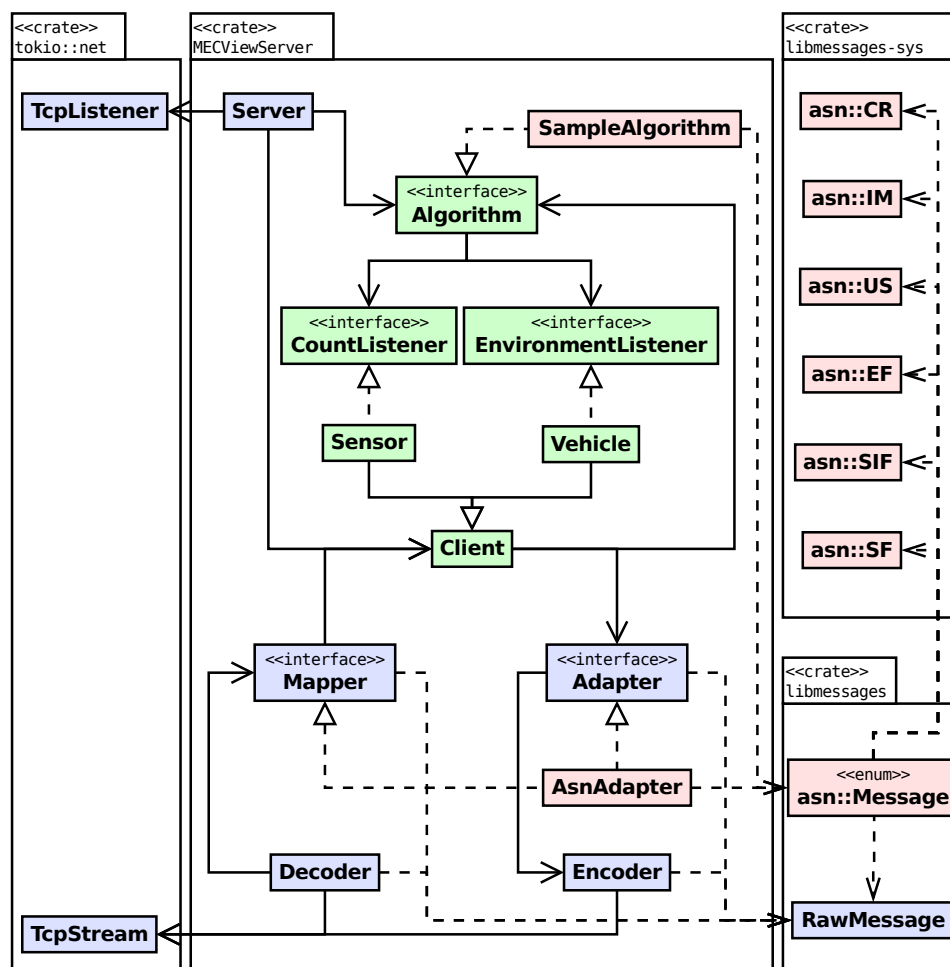 <<crate>>
tokio::net
<<crate>>
MECViewServer
<<crate>>
libmessages-sys
TcpListener
Server
SampleAlgorithm
asn::CR
<<interface>>
Algorithm
asn::IM
asn::US
<<interface>>
CountListener
<<interface>>
EnvironmentListener
asn::EF
Sensor
Vehicle
asn::SIF
Client
asn::SF
<<interface>>
Mapper
<<interface>>
Adapter
<<crate>>
libmessages
AsnAdapter
<<enum>>
asn::Message
Decoder
Encoder
TcpStream
RawMessage